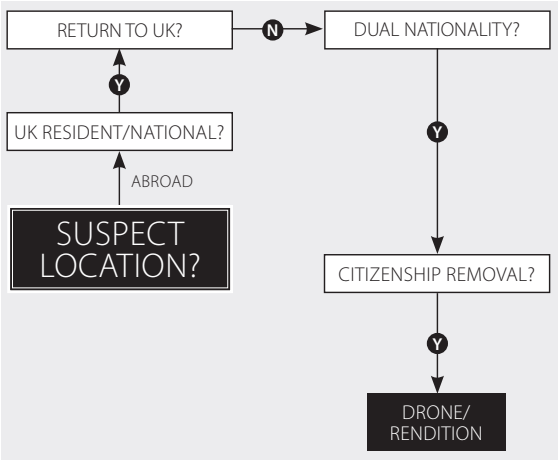 RETURN TO UK?
N
DUAL NATIONALITY?
Y
UK RESIDENT/NATIONAL?
Y
ABROAD
SUSPECT
LOCATION?
CITIZENSHIP REMOVAL?
Y
DRONE/
RENDITION